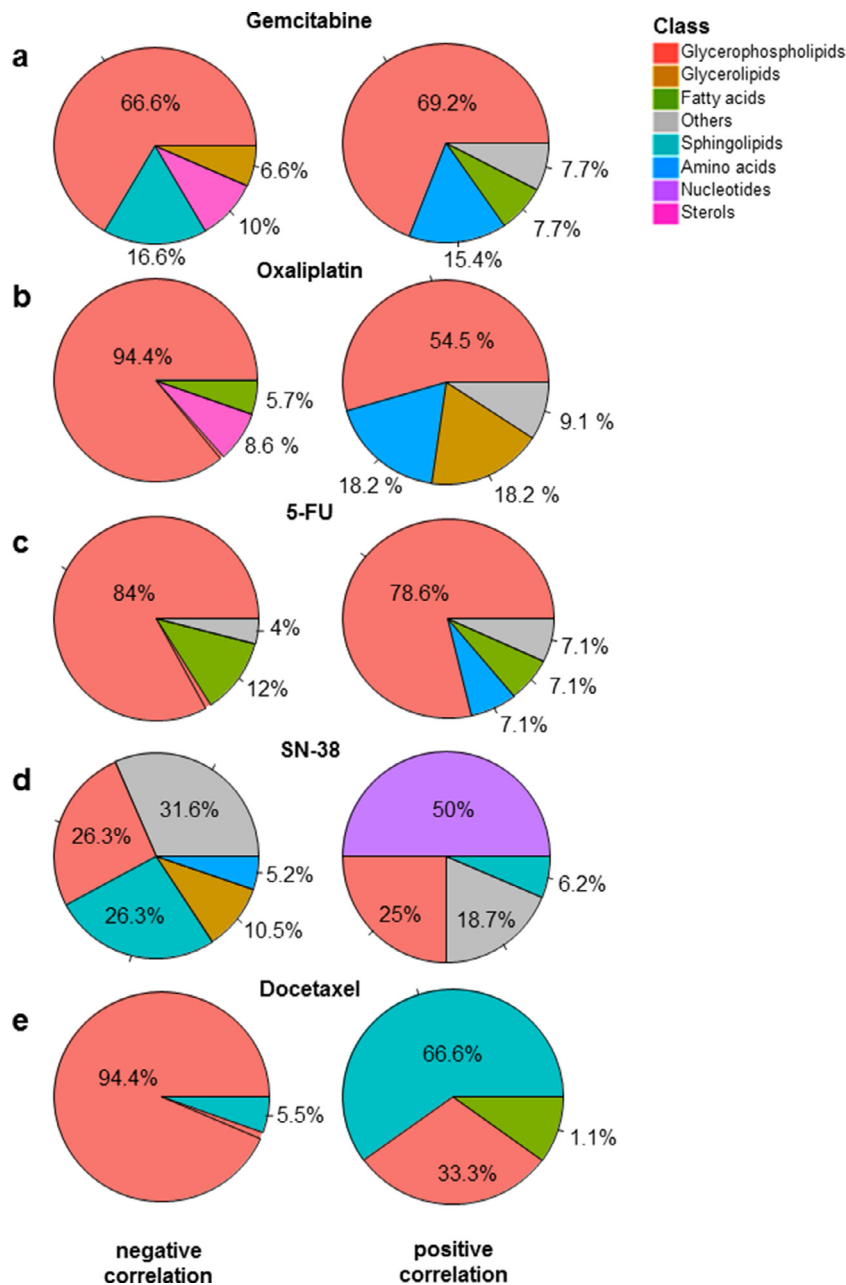 Gemcitabine
Class
Glycerophospholipids
Glycerolipids
Fatty acids
Others
Sphingolipids
Amino acids
Nucleotides
Sterols
a
66.6%
6.6%
10%
16.6%
69.2%
7.7%
7.7%
15.4%
Oxaliplatin
b
94.4%
5.7%
8.6 %
54.5 %
9.1 %
18.2 %
18.2 %
5-FU
c
84%
4%
12%
78.6%
7.1%
7.1%
7.1%
SN-38
d
31.6%
26.3%
26.3%
5.2%
10.5%
50%
6.2%
25%
18.7%
Docetaxel
e
94.4%
5.5%
66.6%
1.1%
33.3%
negative
correlation
positive
correlation